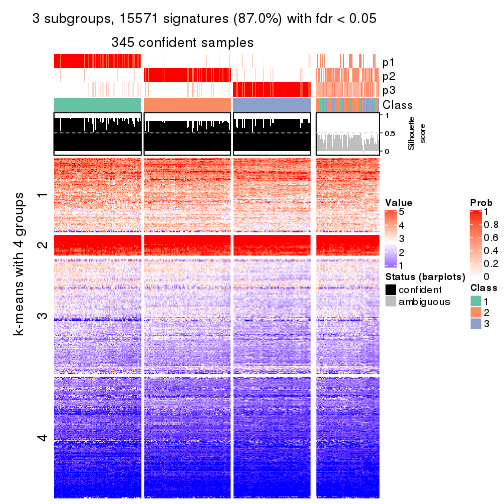 3 subgroups, 15571 signatures (87.0%) with fdr < 0.05
345 confident samples
p1
p2
p3
Class
1
0.5
0
Silhouette
score
k-means with 4 groups
1
2
3
4
Value
5
4
3
2
1
Status (barplots)
confident
ambiguous
Prob
1
0.8
0.6
0.4
0.2
0
Class
1
2
3